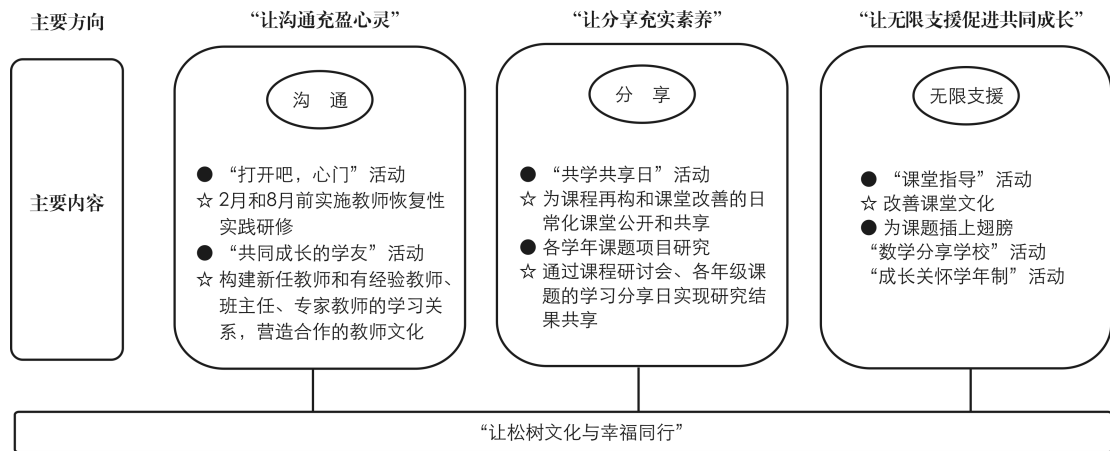 主要方向
“让沟通充盈心灵”
“让分享充实素养”
“让无限支援促进共同成长”
主要内容
沟 通
● “打开吧，心门”活动
☆ 2月和8月前实施教师恢复性
实践研修
● “共同成长的学友”活动
☆ 构建新任教师和有经验教师、
班主任、专家教师的学习关
系，营造合作的教师文化
分 享
● “共学共享日”活动
☆ 为课程再构和课堂改善的日
常化课堂公开和共享
● 各学年课题项目研究
☆ 通过课程研讨会、各年级课
题的学习分享日实现研究结
果共享
无限支援
● “课堂指导”活动
☆ 改善课堂文化
● 为课题插上翅膀
“数学分享学校”活动
“成长关怀学年制”活动
“让松树文化与幸福同行”